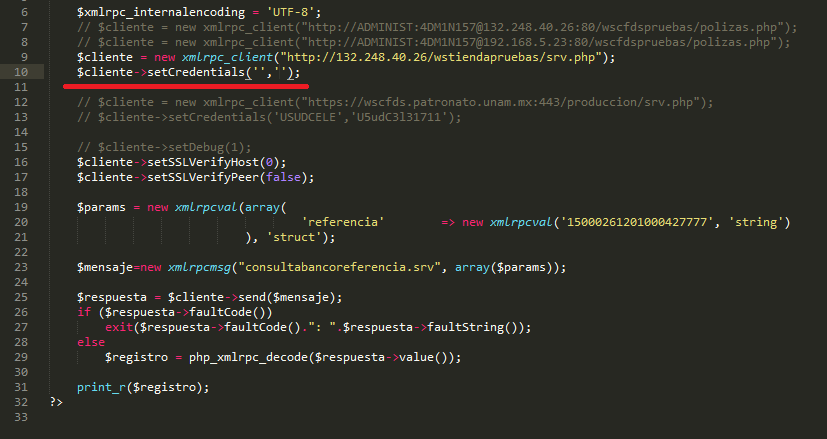 6 $xmlrpc_internalencoding = 'UTF-8';
7 // $cliente = new xmlrpc_client("http://ADMINIST:4DM1N157@132.248.40.26:80/wscfdspruebas/polizas.php");
8 // $cliente = new xmlrpc_client("http://ADMINIST:4DM1N157@192.168.5.23:80/wscfdspruebas/polizas.php");
9 $cliente = new xmlrpc_client("http://132.248.40.26/wstiendapruebas/srv.php");
10 $cliente->setCredentials('','');
11
12 // $cliente = new xmlrpc_client("https://wscfds.patronato.unam.mx:443/produccion/srv.php");
13 // $cliente->setCredentials('USUDCELE','U5udC3l31711');
14
15 // $cliente->setDebug(1);
16 $cliente->setSSLVerifyHost(0);
17 $cliente->setSSLVerifyPeer(false);
18
19 $params = new xmlrpcval(array(
20 'referencia' => new xmlrpcval('15000261201000427777', 'string')
21 ), 'struct');
22
23 $mensaje=new xmlrpcmsg("consultabancoreferencia.srv", array($params));
24
25 $respuesta = $cliente->send($mensaje);
26 if ($respuesta->faultCode())
27 exit($respuesta->faultCode().": ".$respuesta->faultString());
28 else
29 $registro = php_xmlrpc_decode($respuesta->value());
30
31 print_r($registro);
32 ?>
33